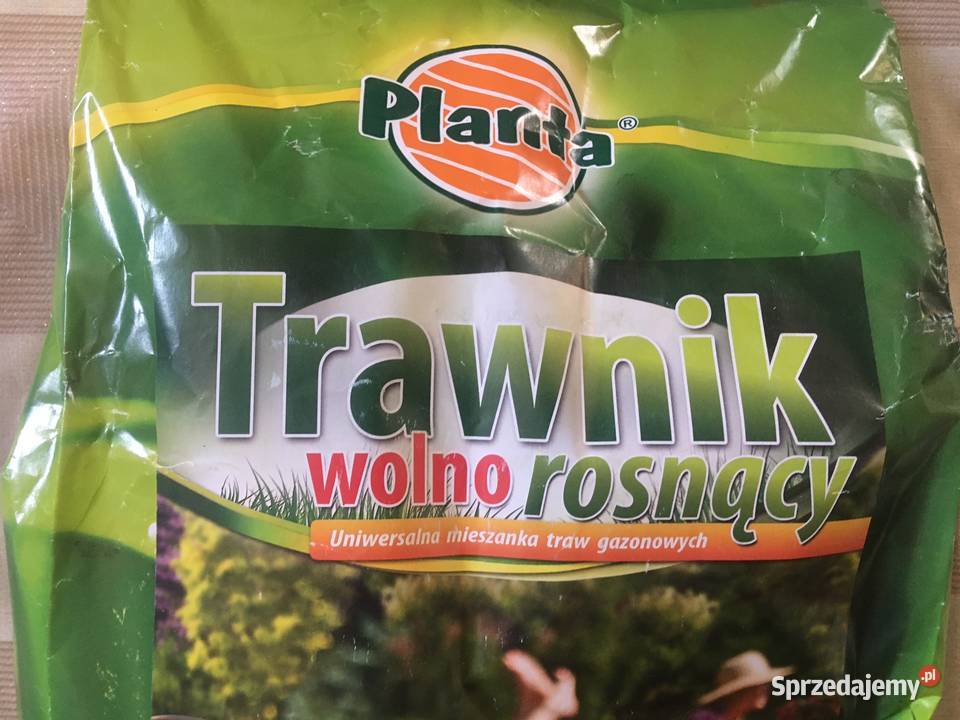 Planta®
Trawnik
wolno rosnący
Uniwersalna mieszanka traw gazonowych
Sprzedajemy.pl